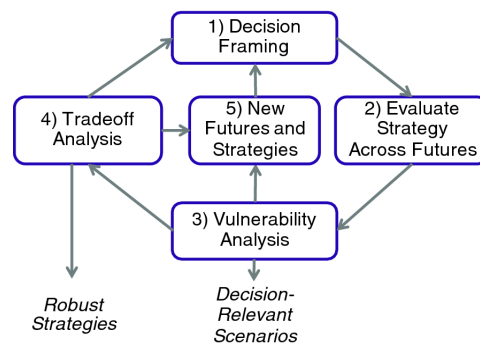 1) Decision
Framing
4) Tradeoff
Analysis
5) New
Futures and
Strategies
2) Evaluate
Strategy
Across Futures
3) Vulnerability
Analysis
Robust
Strategies
Decision-
Relevant
Scenarios